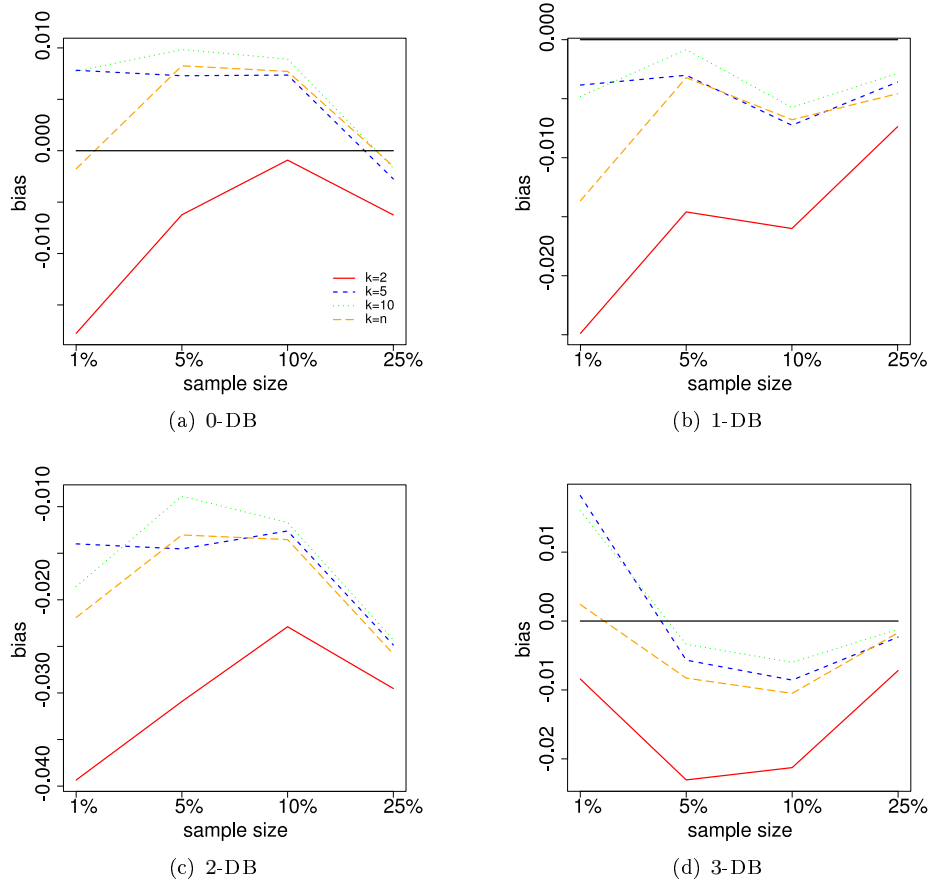 0.010
0.000
-0.010
bias
k=2
k=5
k=10
k=n
1%
5%
10%
25%
sample size
(a) 0-DB
0.000
-0.010
-0.020
bias
1%
5%
10%
25%
sample size
(b) 1-DB
-0.010
-0.020
-0.030
-0.040
bias
1%
5%
10%
25%
sample size
(c) 2-DB
0.01
0.00
-0.01
-0.02
bias
1%
5%
10%
25%
sample size
(d) 3-DB